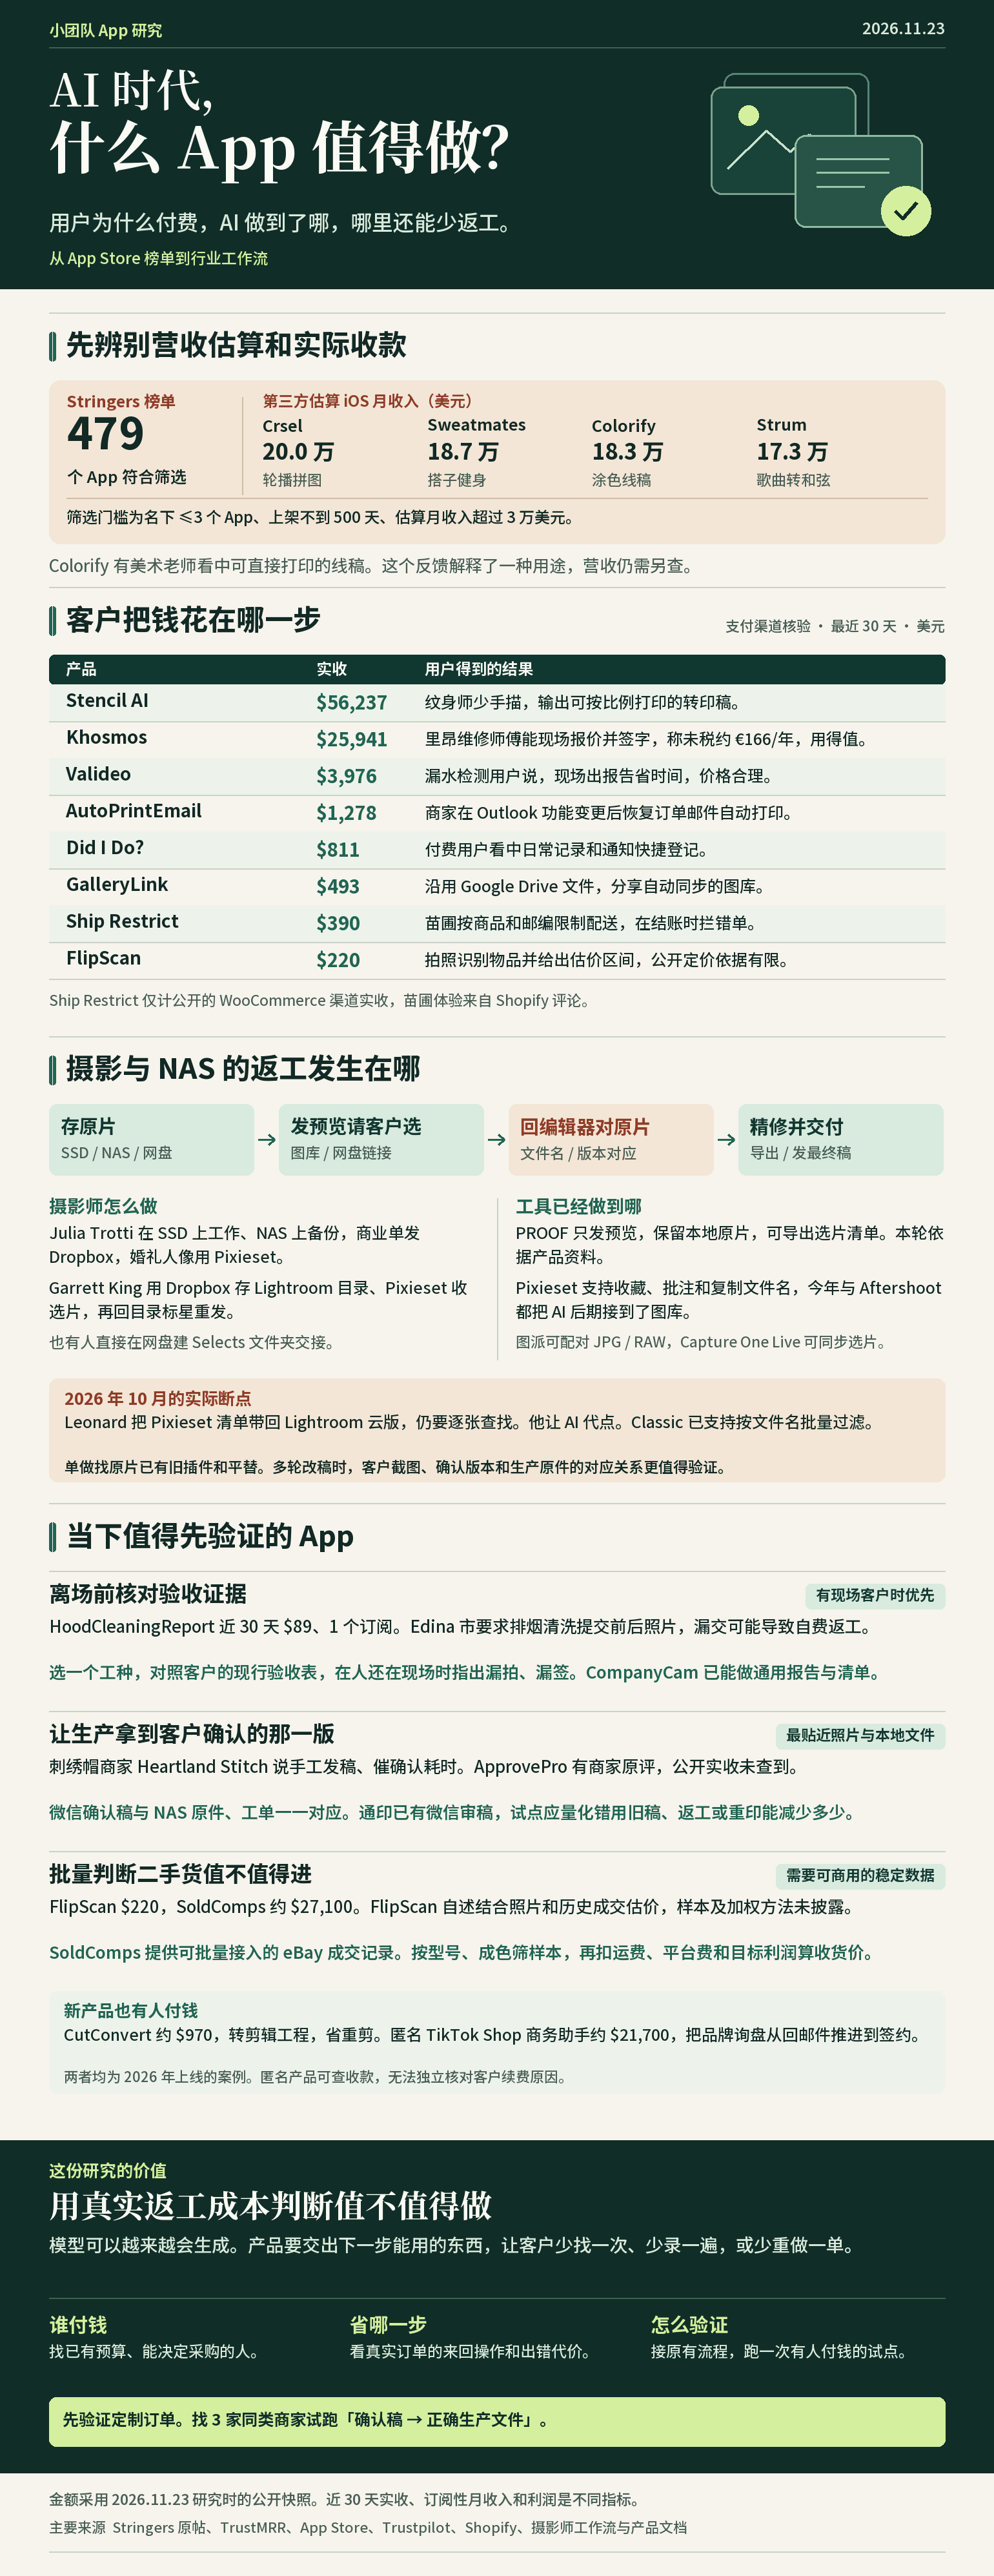 小团队 App 研究
2026.11.23
AI 时代,
什么 App 值得做?
用户为什么付费，AI 做到了哪，哪里还能少返工。
从 App Store 榜单到行业工作流
先辨别营收估算和实际收款
Stringers 榜单
479
个 App 符合筛选
第三方估算 iOS 月收入（美元）
Crsel
20.0 万
轮播拼图
Sweatmates
18.7 万
搭子健身
Colorify
18.3 万
涂色线稿
Strum
17.3 万
歌曲转和弦
筛选门槛为名下 ≤3 个 App、上架不到 500 天、估算月收入超过 3 万美元。
Colorify 有美术老师看中可直接打印的线稿。这个反馈解释了一种用途，营收仍需另查。
客户把钱花在哪一步
支付渠道核验 · 最近 30 天 · 美元
产品 实收 用户得到的结果
Stencil AI $56,237 纹身师少手描，输出可按比例打印的转印稿。
Khosmos $25,941 里昂维修师傅能现场报价并签字，称未税约 €166/年，用得值。
Valideo $3,976 漏水检测用户说，现场出报告省时间，价格合理。
AutoPrintEmail $1,278 商家在 Outlook 功能变更后恢复订单邮件自动打印。
Did I Do? $811 付费用户看中日常记录和通知快捷登记。
GalleryLink $493 沿用 Google Drive 文件，分享自动同步的图库。
Ship Restrict $390 苗圃按商品和邮编限制配送，在结账时拦错单。
FlipScan $220 拍照识别物品并给出估价区间，公开定价依据有限。
Ship Restrict 仅计公开的 WooCommerce 渠道实收，苗圃体验来自 Shopify 评论。
摄影与 NAS 的返工发生在哪
存原片
SSD / NAS / 网盘
→
发预览请客户选
图库 / 网盘链接
→
回编辑器对原片
文件名 / 版本对应
→
精修并交付
导出 / 发最终稿
摄影师怎么做
Julia Trotti 在 SSD 上工作、NAS 上备份，商业单发
Dropbox，婚礼人像用 Pixieset。
Garrett King 用 Dropbox 存 Lightroom 目录、Pixieset 收
选片，再回目录标星重发。
也有人直接在网盘建 Selects 文件夹交接。
工具已经做到哪
PROOF 只发预览，保留本地原片，可导出选片清单。本轮依
据产品资料。
Pixieset 支持收藏、批注和复制文件名，今年与 Aftershoot
都把 AI 后期接到了图库。
图派可配对 JPG / RAW，Capture One Live 可同步选片。
2026 年 10 月的实际断点
Leonard 把 Pixieset 清单带回 Lightroom 云版，仍要逐张查找。他让 AI 代点。Classic 已支持按文件名批量过滤。
单做找原片已有旧插件和平替。多轮改稿时，客户截图、确认版本和生产原件的对应关系更值得验证。
当下值得先验证的 App
离场前核对验收证据
有现场客户时优先
HoodCleaningReport 近 30 天 $89、1 个订阅。Edina 市要求排烟清洗提交前后照片，漏交可能导致自费返工。
选一个工种，对照客户的现行验收表，在人还在现场时指出漏拍、漏签。CompanyCam 已能做通用报告与清单。
让生产拿到客户确认的那一版
最贴近照片与本地文件
刺绣帽商家 Heartland Stitch 说手工发稿、催确认耗时。ApprovePro 有商家原评，公开实收未查到。
微信确认稿与 NAS 原件、工单一一对应。通印已有微信审稿，试点应量化错用旧稿、返工或重印能减少多少。
批量判断二手货值不值得进
需要可商用的稳定数据
FlipScan $220，SoldComps 约 $27,100。FlipScan 自述结合照片和历史成交估价，样本及加权方法未披露。
SoldComps 提供可批量接入的 eBay 成交记录。按型号、成色筛样本，再扣运费、平台费和目标利润算收货价。
新产品也有人付钱
CutConvert 约 $970，转剪辑工程，省重剪。匿名 TikTok Shop 商务助手约 $21,700，把品牌询盘从回邮件推进到签约。
两者均为 2026 年上线的案例。匿名产品可查收款，无法独立核对客户续费原因。
这份研究的价值
用真实返工成本判断值不值得做
模型可以越来越会生成。产品要交出下一步能用的东西，让客户少找一次、少录一遍，或少重做一单。
谁付钱
找已有预算、能决定采购的人。
省哪一步
看真实订单的来回操作和出错代价。
怎么验证
接原有流程，跑一次有人付钱的试点。
先验证定制订单。找 3 家同类商家试跑「确认稿 → 正确生产文件」。
金额采用 2026.11.23 研究时的公开快照。近 30 天实收、订阅性月收入和利润是不同指标。
主要来源 Stringers 原帖、TrustMRR、App Store、Trustpilot、Shopify、摄影师工作流与产品文档